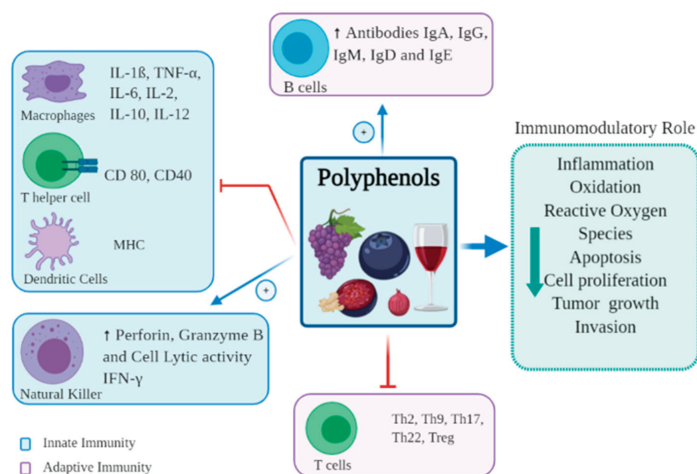 ↑ Antibodies IgA, IgG,
IgM, IgD and IgE
B cells
IL-1ß, TNF-α,
IL-6, IL-2,
IL-10, IL-12
Macrophages
CD 80, CD40
T helper cell
MHC
Dendritic Cells
+
Polyphenols
Immunomodulatory Role
Inflammation
Oxidation
Reactive Oxygen
Species
Apoptosis
Cell proliferation
Tumor growth
Invasion
+
↑ Perforin, Granzyme B
and Cell Lytic activity
IFN-γ
Natural Killer
Th2, Th9, Th17,
Th22, Treg
T cells
Innate Immunity
Adaptive Immunity